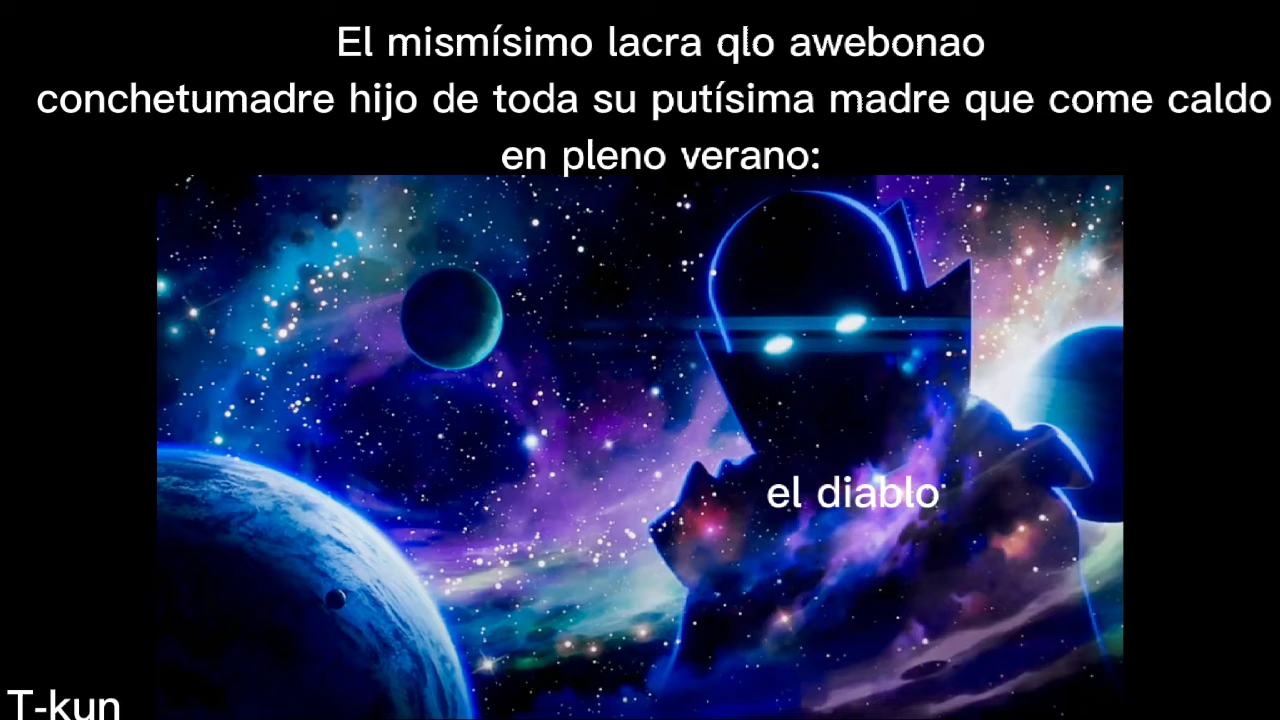 El mismísimo lacra qlo awebonao
conchetumadre hijo de toda su putísima madre que come caldo
en pleno verano:
el diablo
T-kun